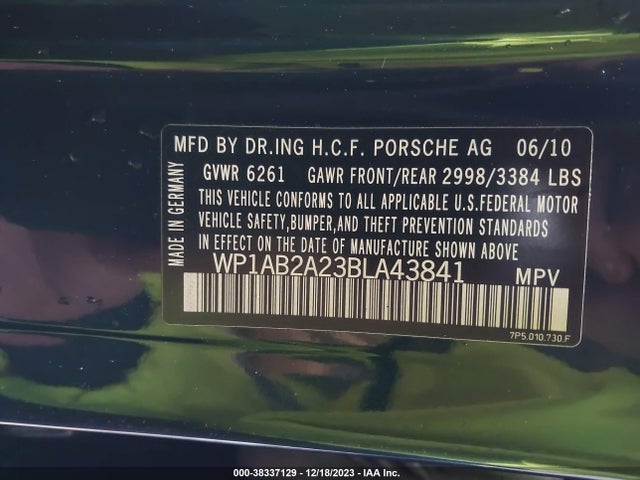 MFD BY DR.ING H.C.F. PORSCHE AG 06/10
GVWR 6261 GAWR FRONT/REAR 2998/3384 LBS
THIS VEHICLE CONFORMS TO ALL APPLICABLE U.S.FEDERAL MOTOR
VEHICLE SAFETY,BUMPER,AND THEFT PREVENTION STANDARDS
IN EFFECT ON THE DATE OF MANUFACTURE SHOWN ABOVE
MADE IN GERMANY
WP1AB2A23BLA43841 MPV
7P5.010.730.F
000-38337129 - 12/18/2023 - IAA Inc.